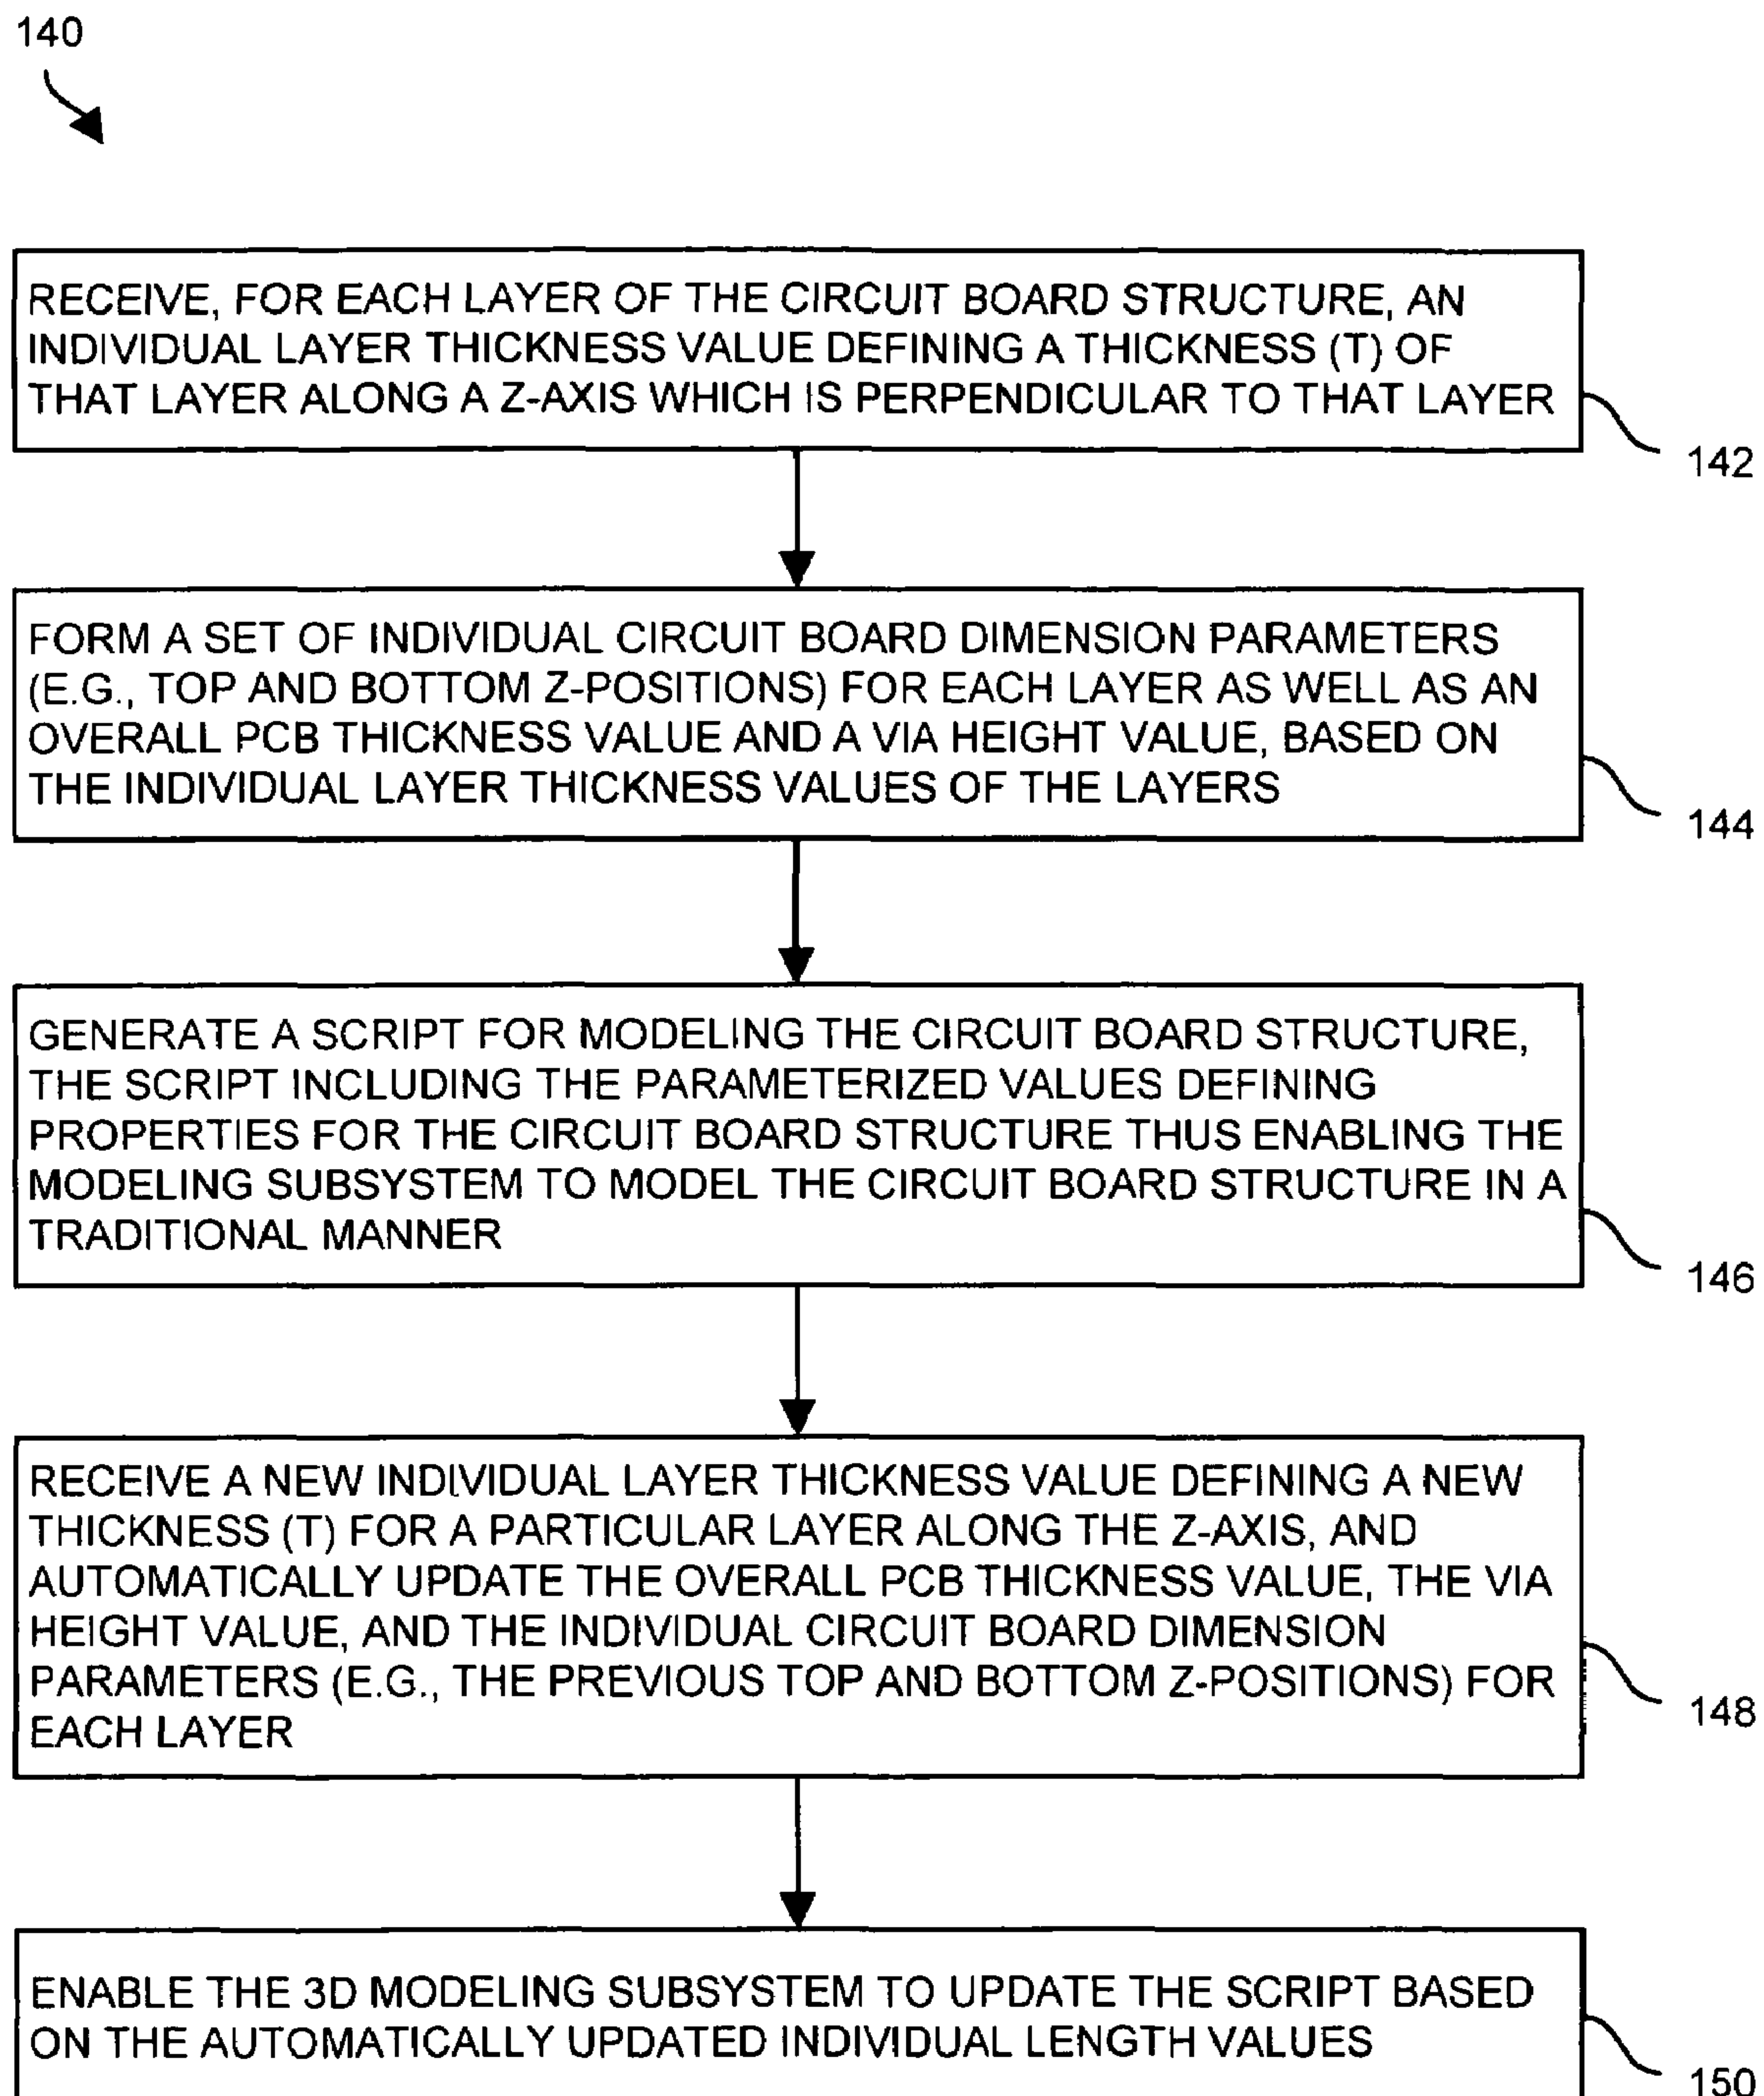 140
RECEIVE, FOR EACH LAYER OF THE CIRCUIT BOARD STRUCTURE, AN
INDIVIDUAL LAYER THICKNESS VALUE DEFINING A THICKNESS (T) OF
THAT LAYER ALONG A Z-AXIS WHICH IS PERPENDICULAR TO THAT LAYER
142
FORM A SET OF INDIVIDUAL CIRCUIT BOARD DIMENSION PARAMETERS
(E.G., TOP AND BOTTOM Z-POSITIONS) FOR EACH LAYER AS WELL AS AN
OVERALL PCB THICKNESS VALUE AND A VIA HEIGHT VALUE, BASED ON
THE INDIVIDUAL LAYER THICKNESS VALUES OF THE LAYERS
144
GENERATE A SCRIPT FOR MODELING THE CIRCUIT BOARD STRUCTURE,
THE SCRIPT INCLUDING THE PARAMETERIZED VALUES DEFINING
PROPERTIES FOR THE CIRCUIT BOARD STRUCTURE THUS ENABLING THE
MODELING SUBSYSTEM TO MODEL THE CIRCUIT BOARD STRUCTURE IN A
TRADITIONAL MANNER
146
RECEIVE A NEW INDIVIDUAL LAYER THICKNESS VALUE DEFINING A NEW
THICKNESS (T) FOR A PARTICULAR LAYER ALONG THE Z-AXIS, AND
AUTOMATICALLY UPDATE THE OVERALL PCB THICKNESS VALUE, THE VIA
HEIGHT VALUE, AND THE INDIVIDUAL CIRCUIT BOARD DIMENSION
PARAMETERS (E.G., THE PREVIOUS TOP AND BOTTOM Z-POSITIONS) FOR
EACH LAYER
148
ENABLE THE 3D MODELING SUBSYSTEM TO UPDATE THE SCRIPT BASED
ON THE AUTOMATICALLY UPDATED INDIVIDUAL LENGTH VALUES
150